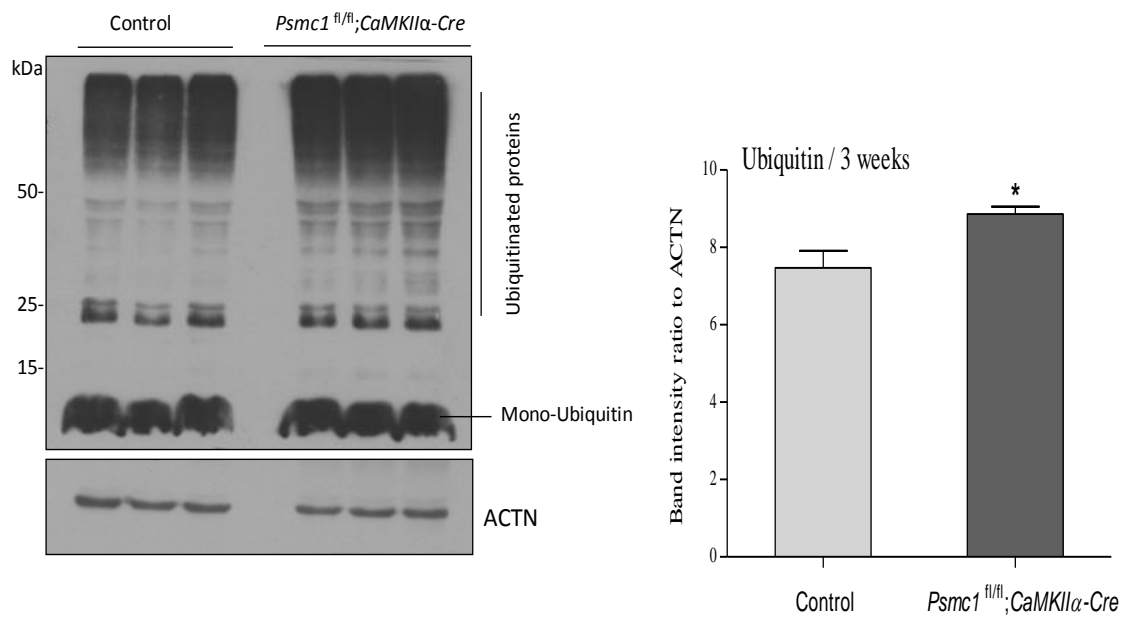 Control
Psmc1 fl/fl;CaMKIIα-Cre
kDa
50-
25-
15-
Ubiquitinated proteins
Mono-Ubiquitin
ACTN
Ubiquitin / 3 weeks
*
Band intensity ratio to ACTN
10
8
6
4
2
0
Control
Psmc1 fl/fl;CaMKIIα-Cre